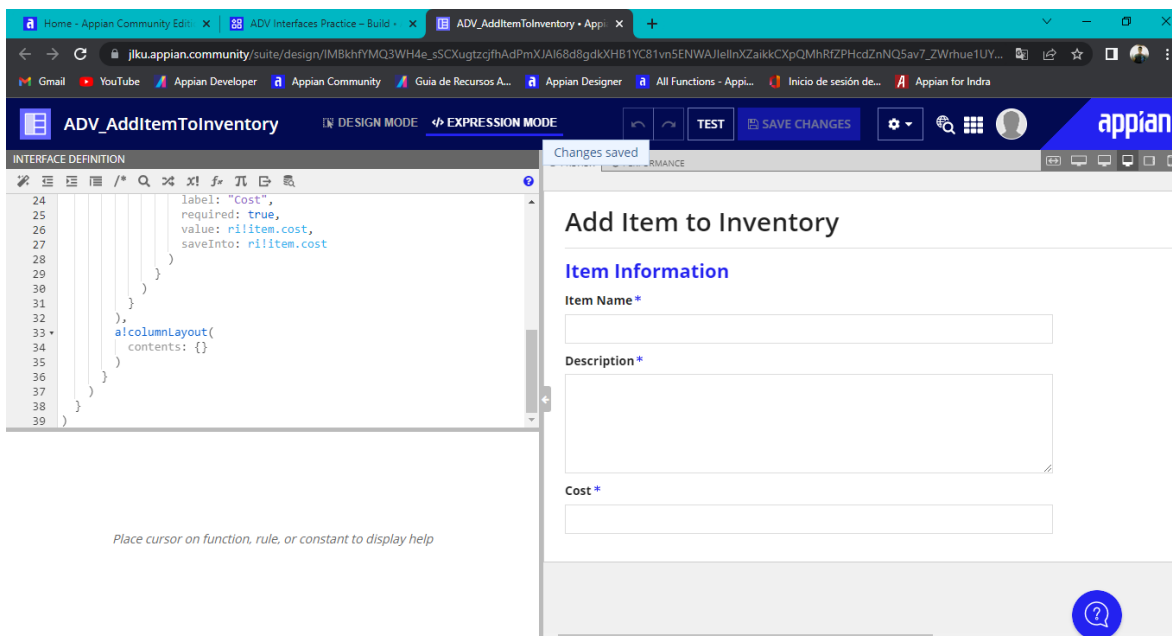 Home - Appian Community Editi
ADV Interfaces Practice – Build
ADV_AddItemToInventory • Appi
jlku.appian.community/suite/design/
Gmail YouTube Appian Developer Appian Community Guia de Recursos A... Appian Designer All Functions - Appi... Inicio de sesión de... Appian for Indra
ADV_AddItemToInventory DESIGN MODE EXPRESSION MODE TEST SAVE CHANGES appian
INTERFACE DEFINITION
Changes saved
24 label: "Cost",
25 required: true,
26 value: ri!item.cost,
27 saveInto: ri!item.cost
28 )
29 }
30 )
31 }
32 ),
33 a!columnLayout(
34 contents: {}
35 )
36 }
37 )
38 }
39 )
Place cursor on function, rule, or constant to display help
Add Item to Inventory
Item Information
Item Name *
Description *
Cost *